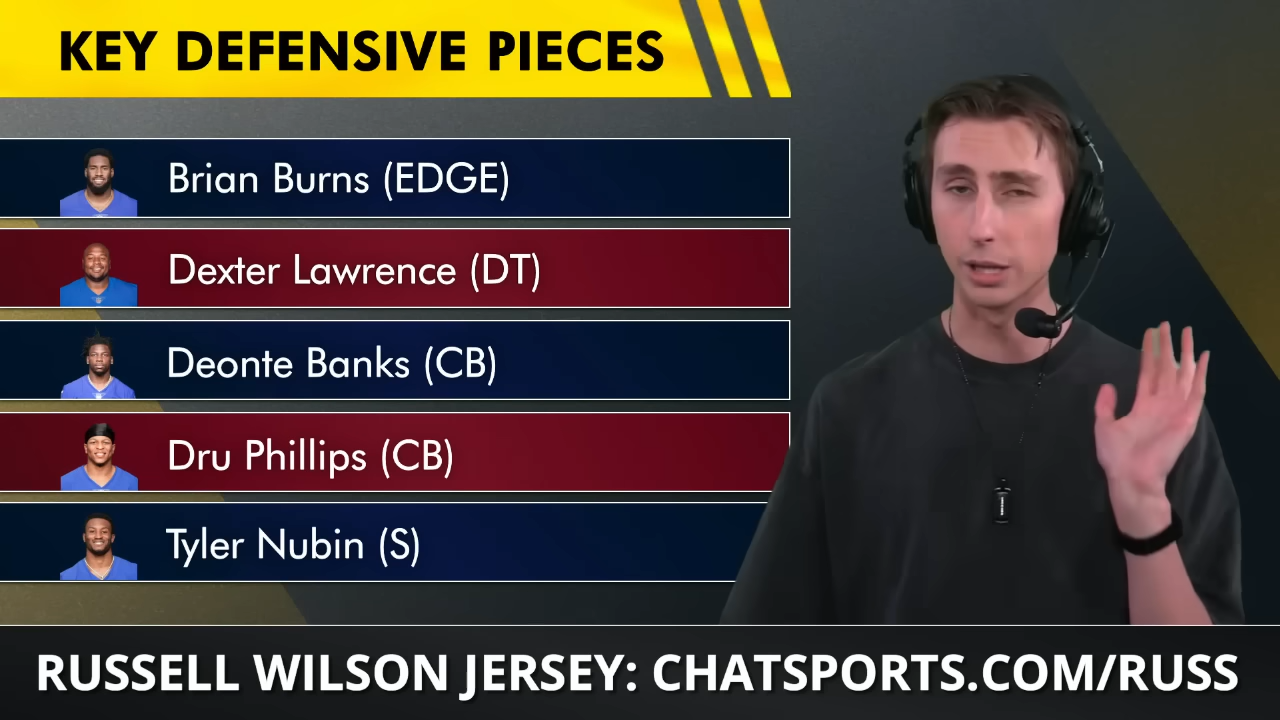 KEY DEFENSIVE PIECES
Brian Burns (EDGE)
Dexter Lawrence (DT)
Deonte Banks (CB)
Dru Phillips (CB)
Tyler Nubin (S)
RUSSELL WILSON JERSEY: CHATSPORTS.COM/RUSS